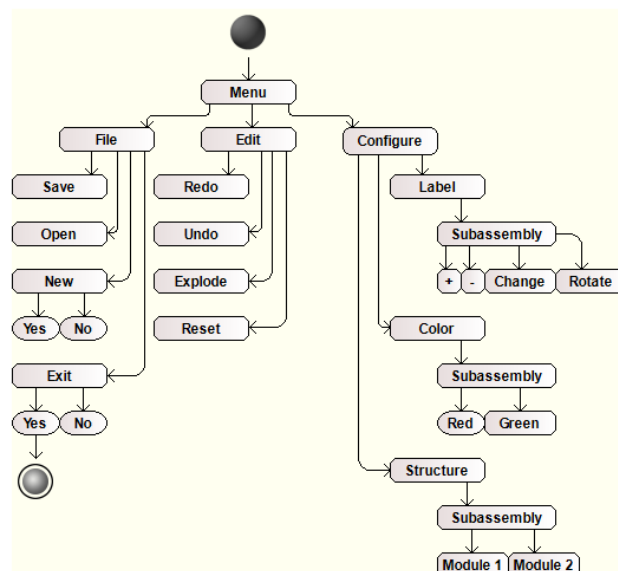 Menu
File Edit Configure
Save Redo Label
Open Undo Subassembly
New Explode + - Change Rotate
Yes No Reset Color
Exit Subassembly
Yes No Red Green
Structure
Subassembly
Module 1 Module 2